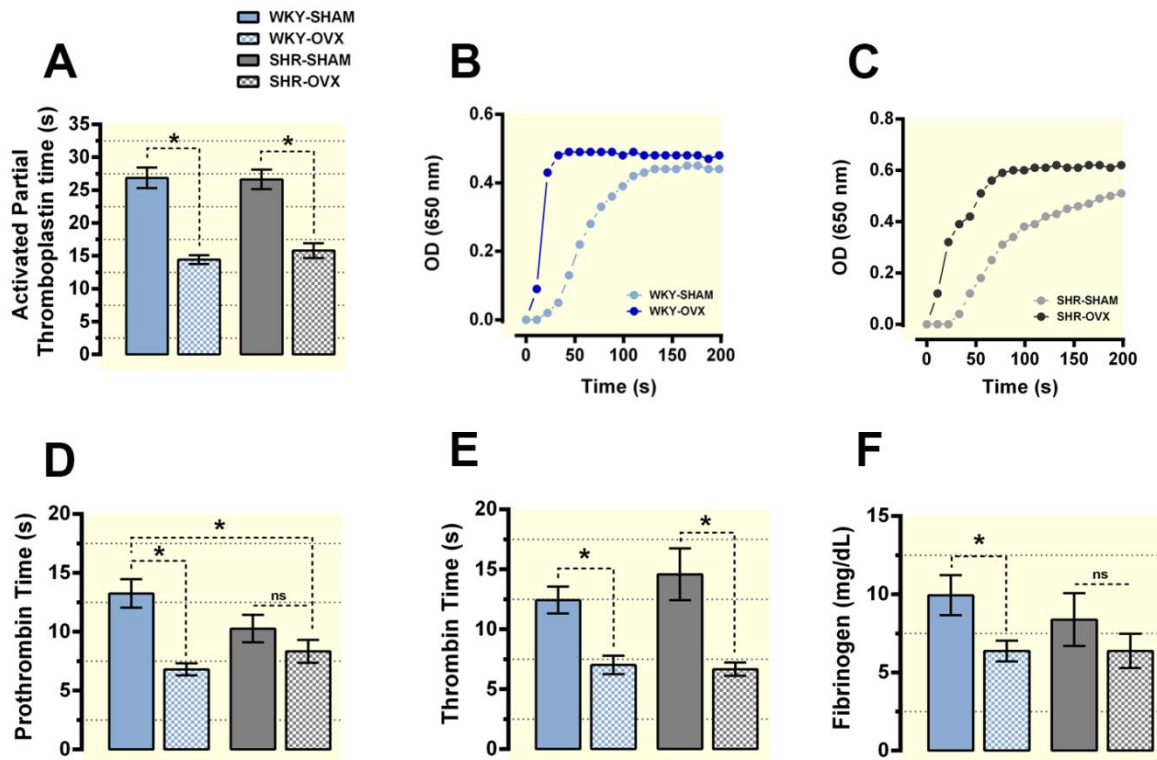 WKY-SHAM
WKY-OVX
SHR-SHAM
SHR-OVX
A
Activated Partial
Thromboplastin time (s)
35
30
25
20
15
10
5
0
*
*
B
OD (650 nm)
0.6
0.4
0.2
0.0
WKY-SHAM
WKY-OVX
0
50
100
150
200
Time (s)
C
OD (650 nm)
0.8
0.6
0.4
0.2
0.0
SHR-SHAM
SHR-OVX
0
50
100
150
200
Time (s)
D
Prothrombin Time (s)
20
15
10
5
0
*
*
ns
E
Thrombin Time (s)
20
15
10
5
0
*
*
F
Fibrinogen (mg/dL)
15
10
5
0
*
ns